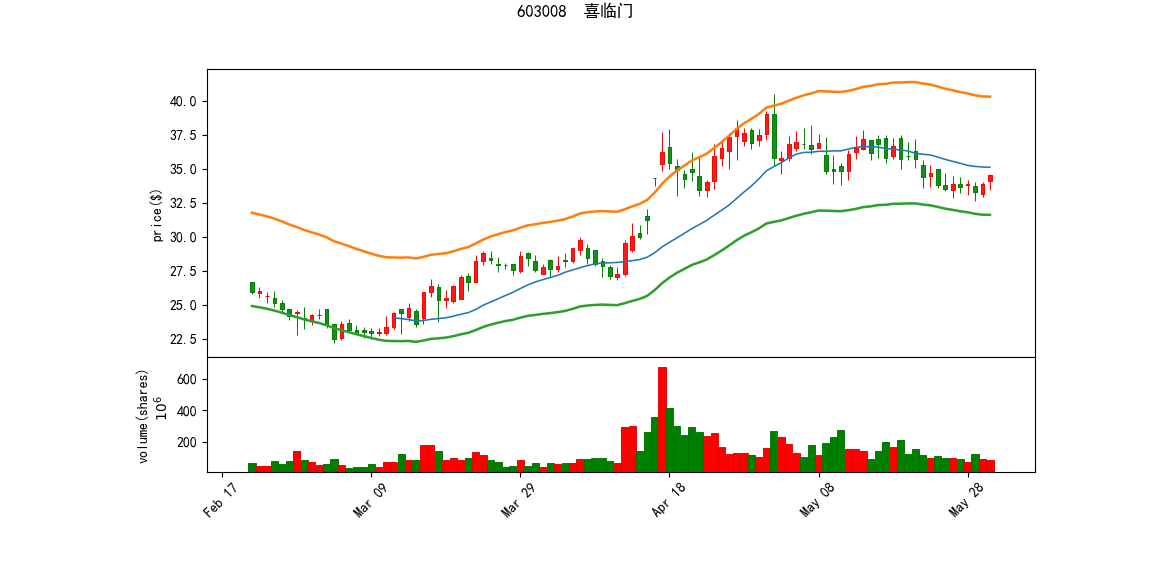 603008  喜临门
price($)
40.0
37.5
35.0
32.5
30.0
27.5
25.0
22.5
volume(shares)
10^6
600
400
200
Feb 17
Mar 09
Mar 29
Apr 18
May 08
May 28